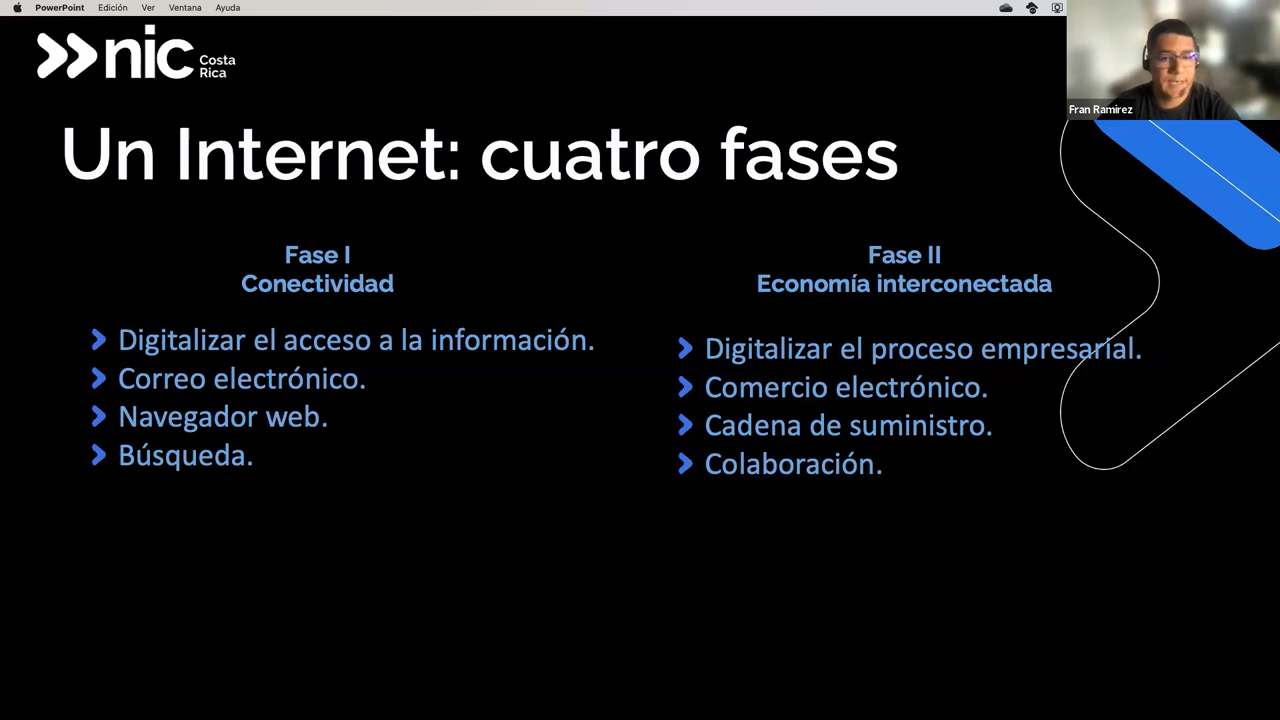 PowerPoint Edición Ver Ventana Ayuda
nic Costa Rica
Fran Ramirez
Un Internet: cuatro fases
Fase I
Conectividad
Digitalizar el acceso a la información.
Correo electrónico.
Navegador web.
Búsqueda.
Fase II
Economía interconectada
Digitalizar el proceso empresarial.
Comercio electrónico.
Cadena de suministro.
Colaboración.